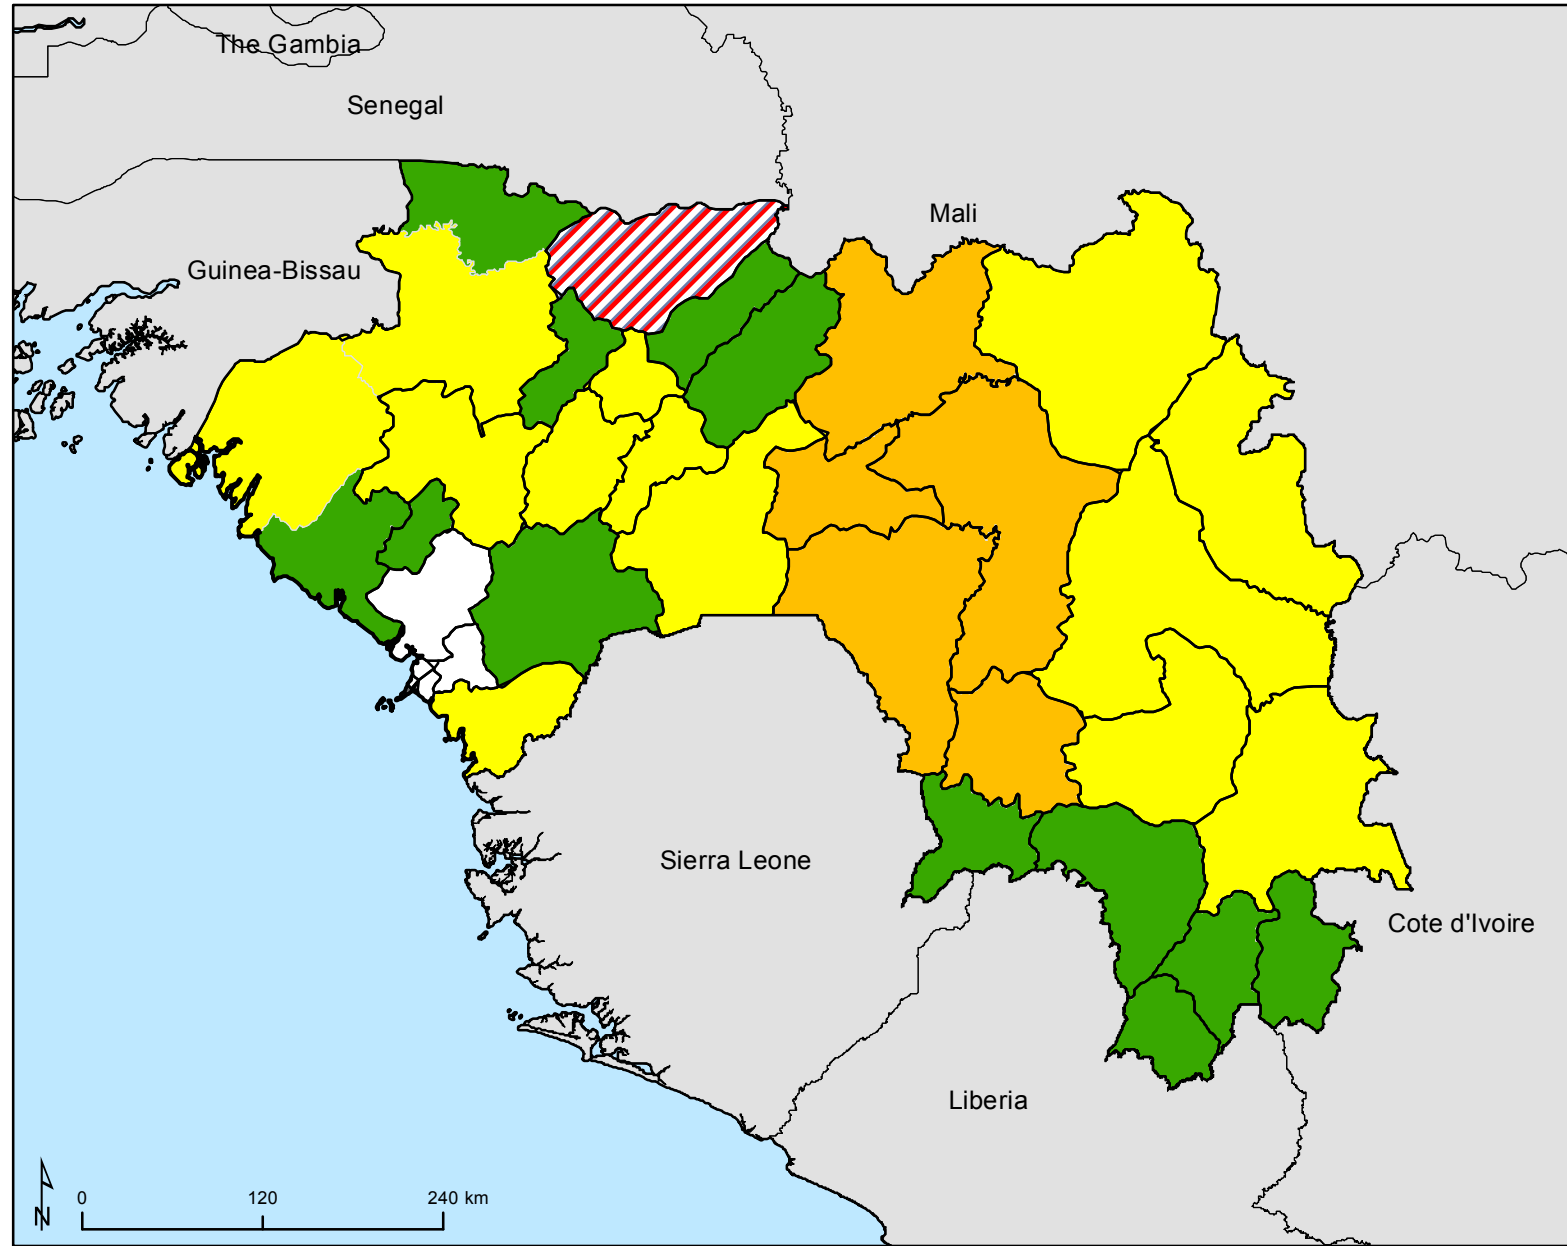 The Gambia
Senegal
Mali
Guinea-Bissau
Sierra Leone
Cote d'Ivoire
Liberia
N
0 120 240 km